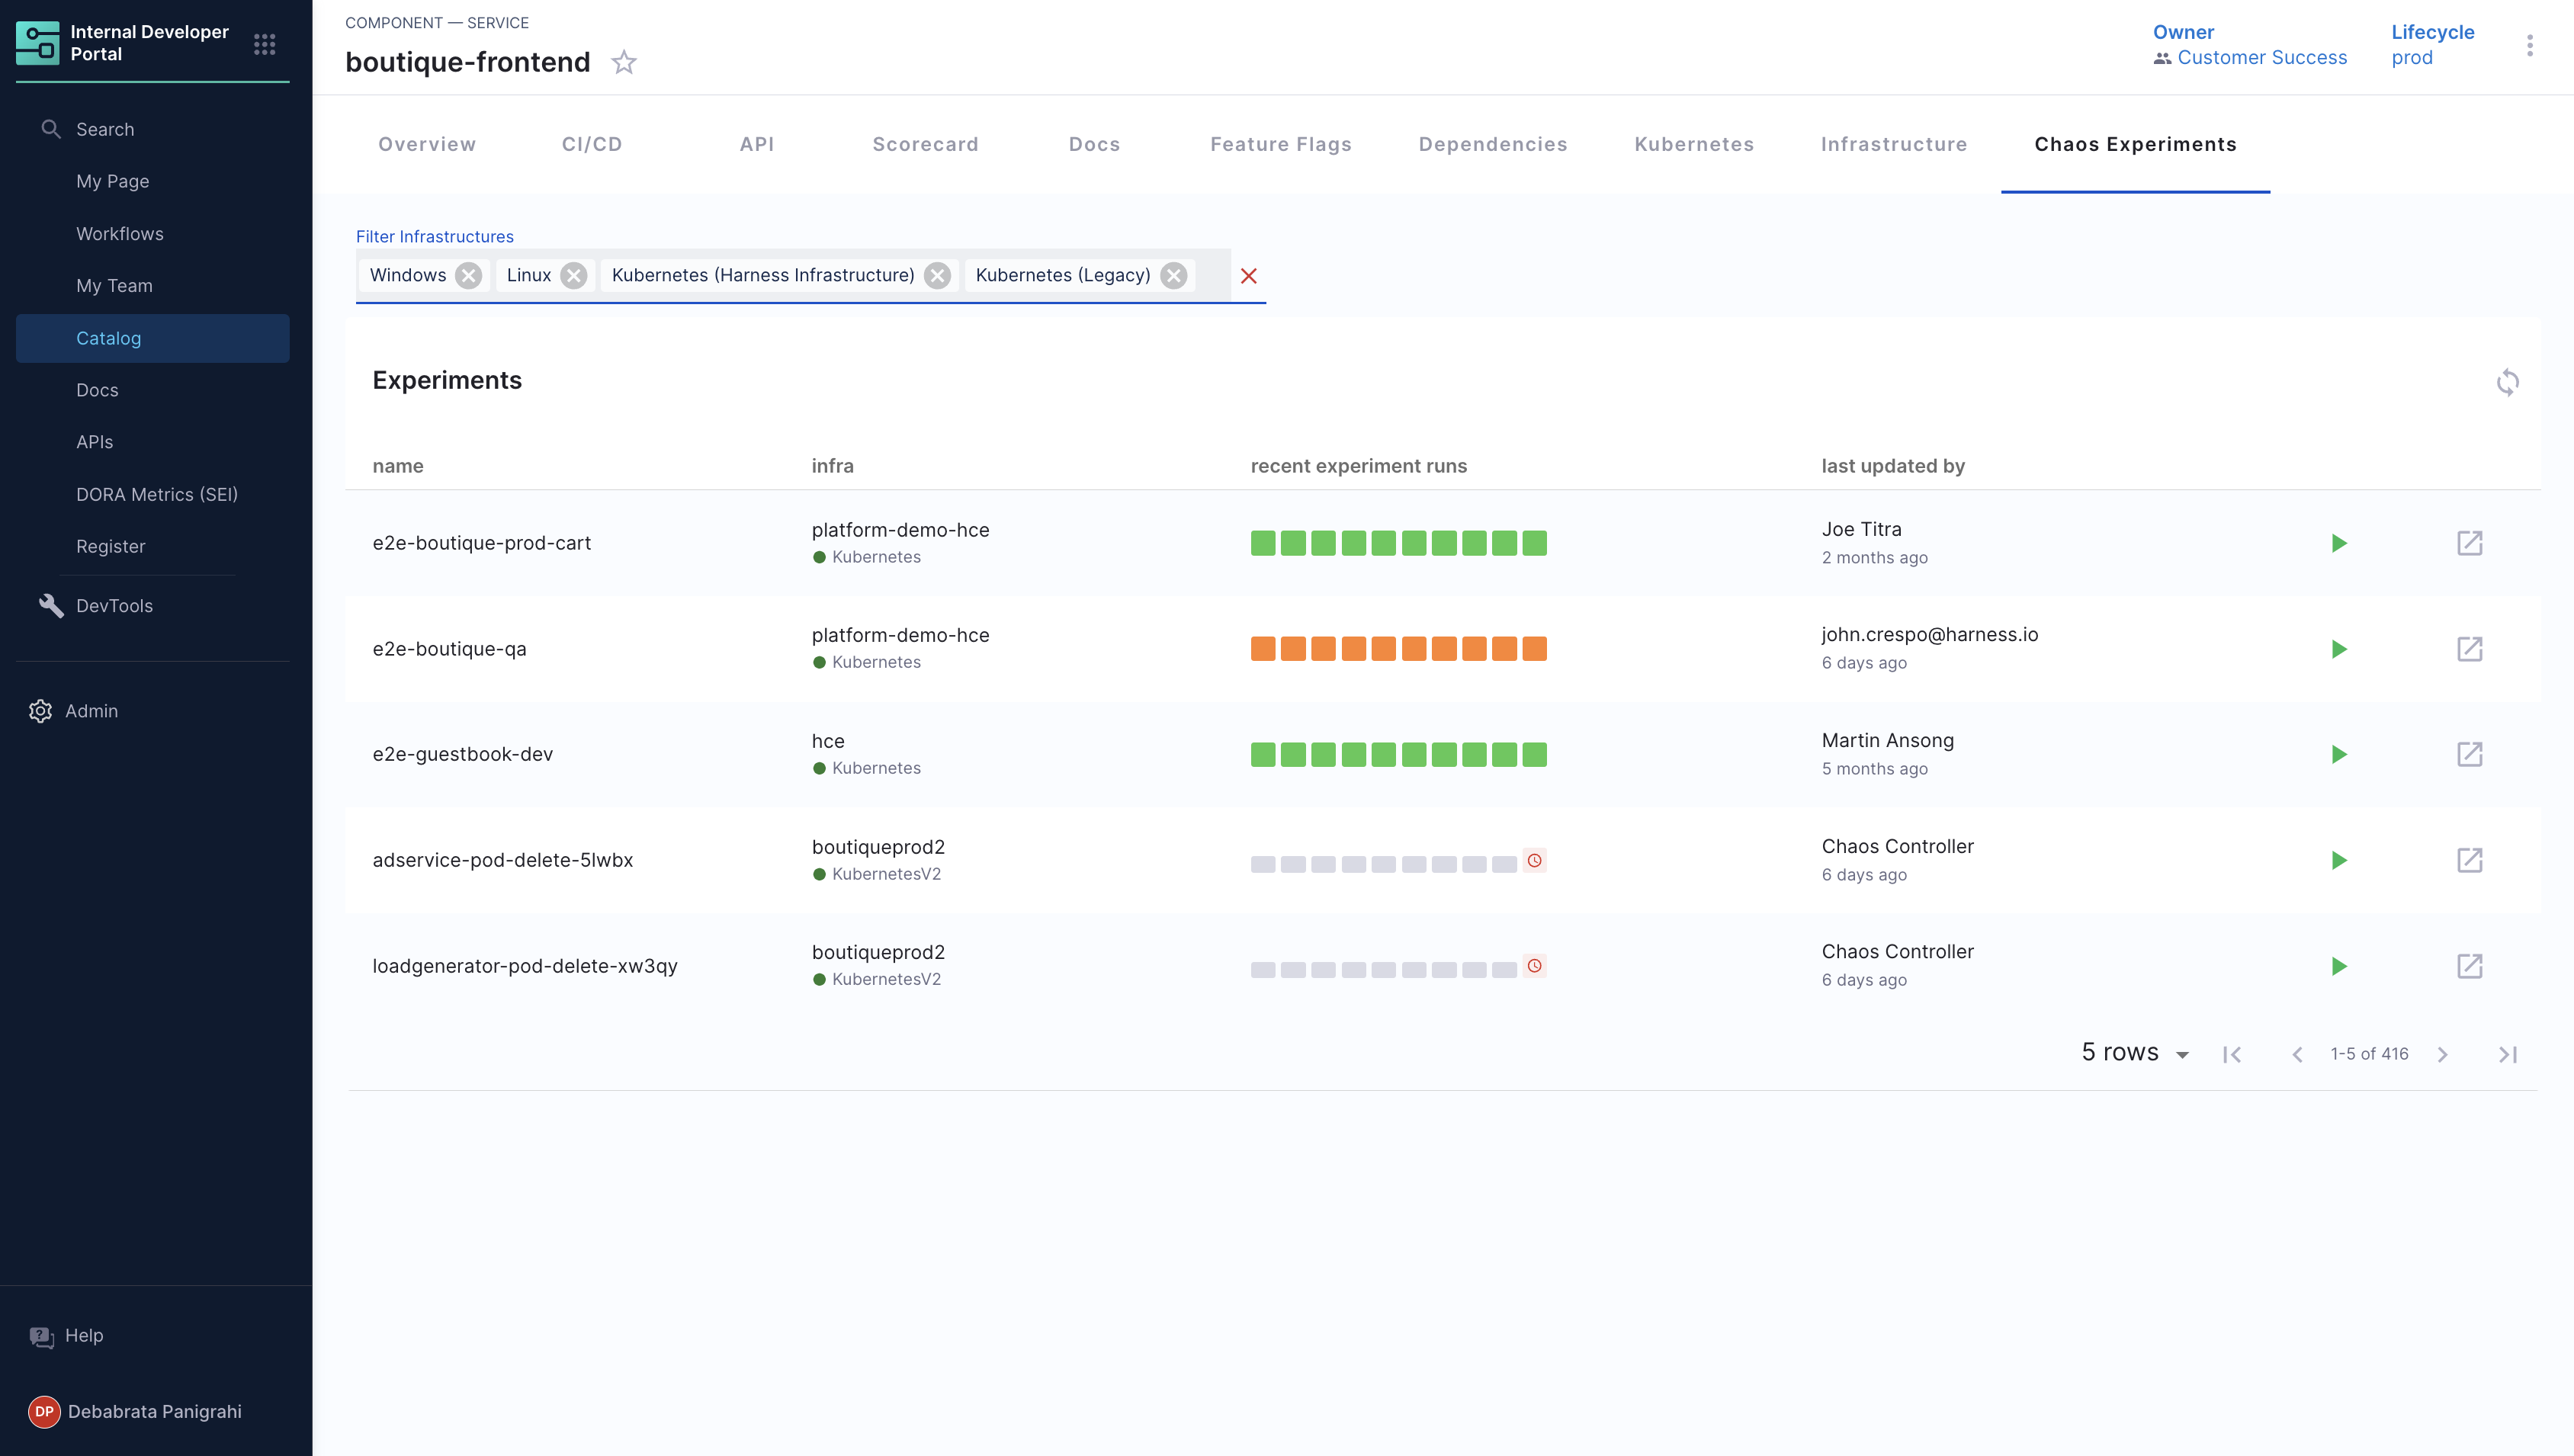 Internal Developer
Portal
Search
My Page
Workflows
My Team
Catalog
Docs
APIs
DORA Metrics (SEI)
Register
DevTools
Admin
Help
DP Debabrata Panigrahi
COMPONENT — SERVICE
boutique-frontend
Owner
Customer Success
Lifecycle
prod
Overview CI/CD API Scorecard Docs Feature Flags Dependencies Kubernetes Infrastructure Chaos Experiments
Filter Infrastructures
Windows Linux Kubernetes (Harness Infrastructure) Kubernetes (Legacy)
Experiments
name infra recent experiment runs last updated by
e2e-boutique-prod-cart
platform-demo-hce
Kubernetes
Joe Titra
2 months ago
e2e-boutique-qa
platform-demo-hce
Kubernetes
john.crespo@harness.io
6 days ago
e2e-guestbook-dev
hce
Kubernetes
Martin Ansong
5 months ago
adservice-pod-delete-5lwbx
boutiqueprod2
KubernetesV2
Chaos Controller
6 days ago
loadgenerator-pod-delete-xw3qy
boutiqueprod2
KubernetesV2
Chaos Controller
6 days ago
5 rows 1-5 of 416